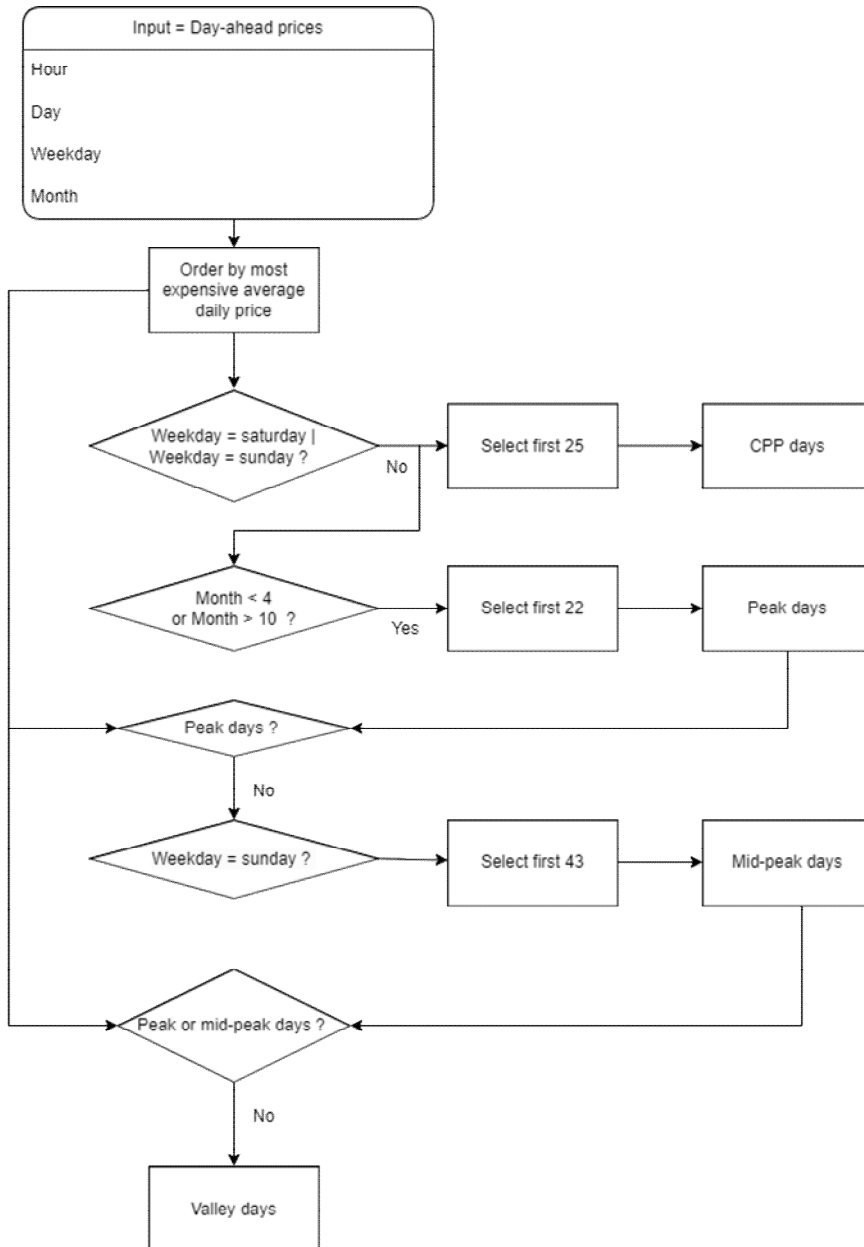 Input = Day-ahead prices
Hour
Day
Weekday
Month
Order by most
expensive average
daily price
Weekday = saturday |
Weekday = sunday ?
No
Select first 25
CPP days
Month < 4
or Month > 10 ?
Yes
Select first 22
Peak days
Peak days ?
No
Weekday = sunday ?
Select first 43
Mid-peak days
Peak or mid-peak days ?
No
Valley days